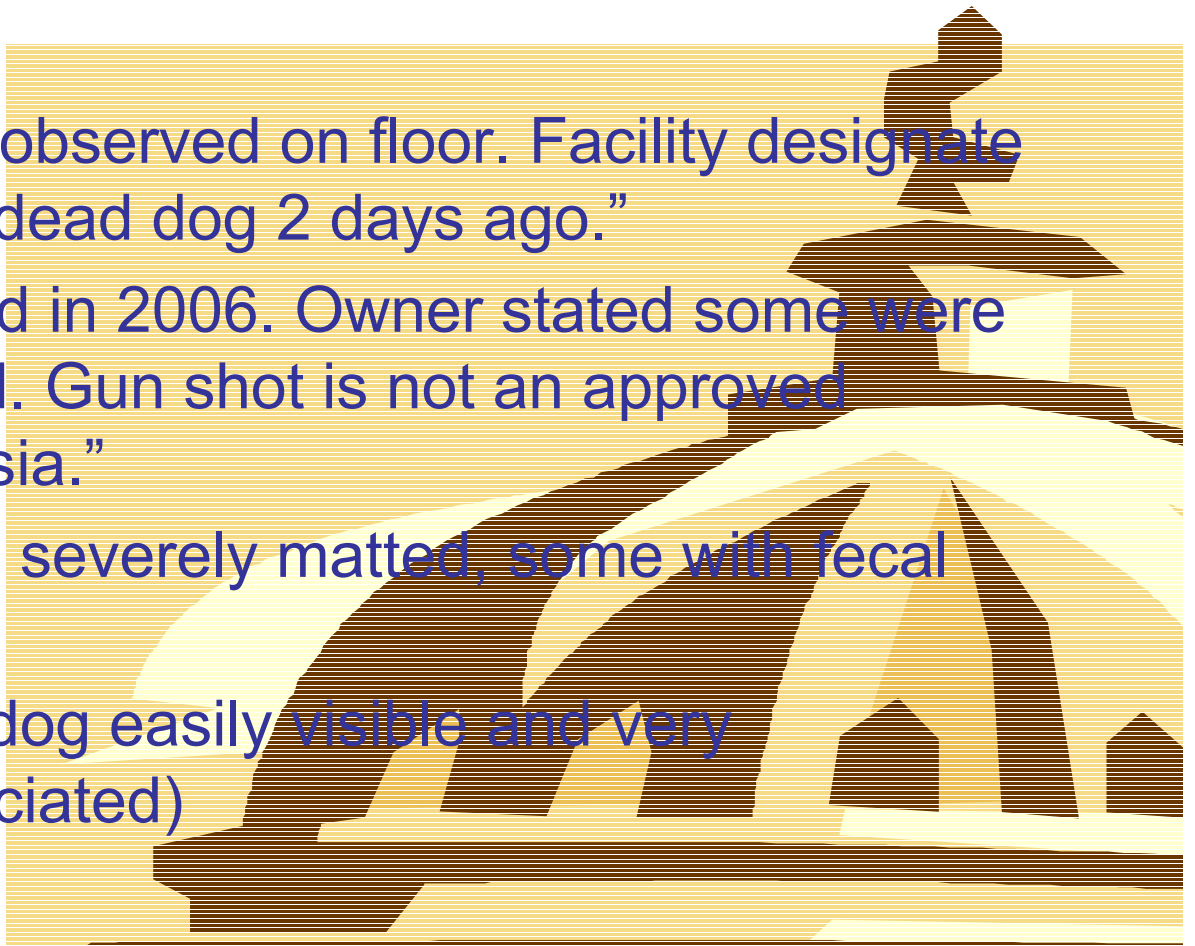 observed on floor. Facility designate
dead dog 2 days ago.”
d in 2006. Owner stated some were
. Gun shot is not an approved
sia.”
severely matted, some with fecal
dog easily visible and very
ciated)